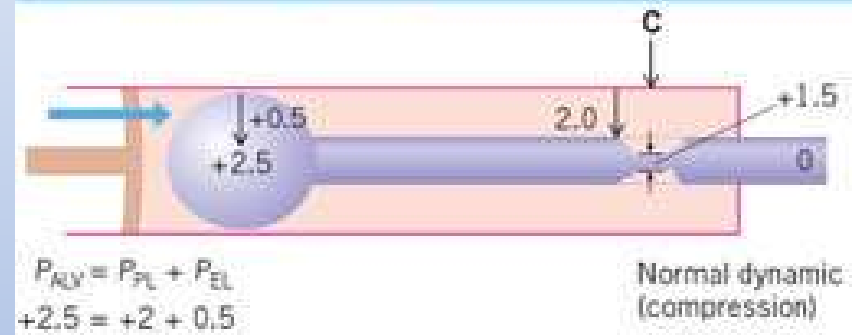 C
+1.5
+0.5
2.0
+2.5
0
P_ALV = P_PL + P_EL
+2.5 = +2 + 0.5
Normal dynamic
(compression)